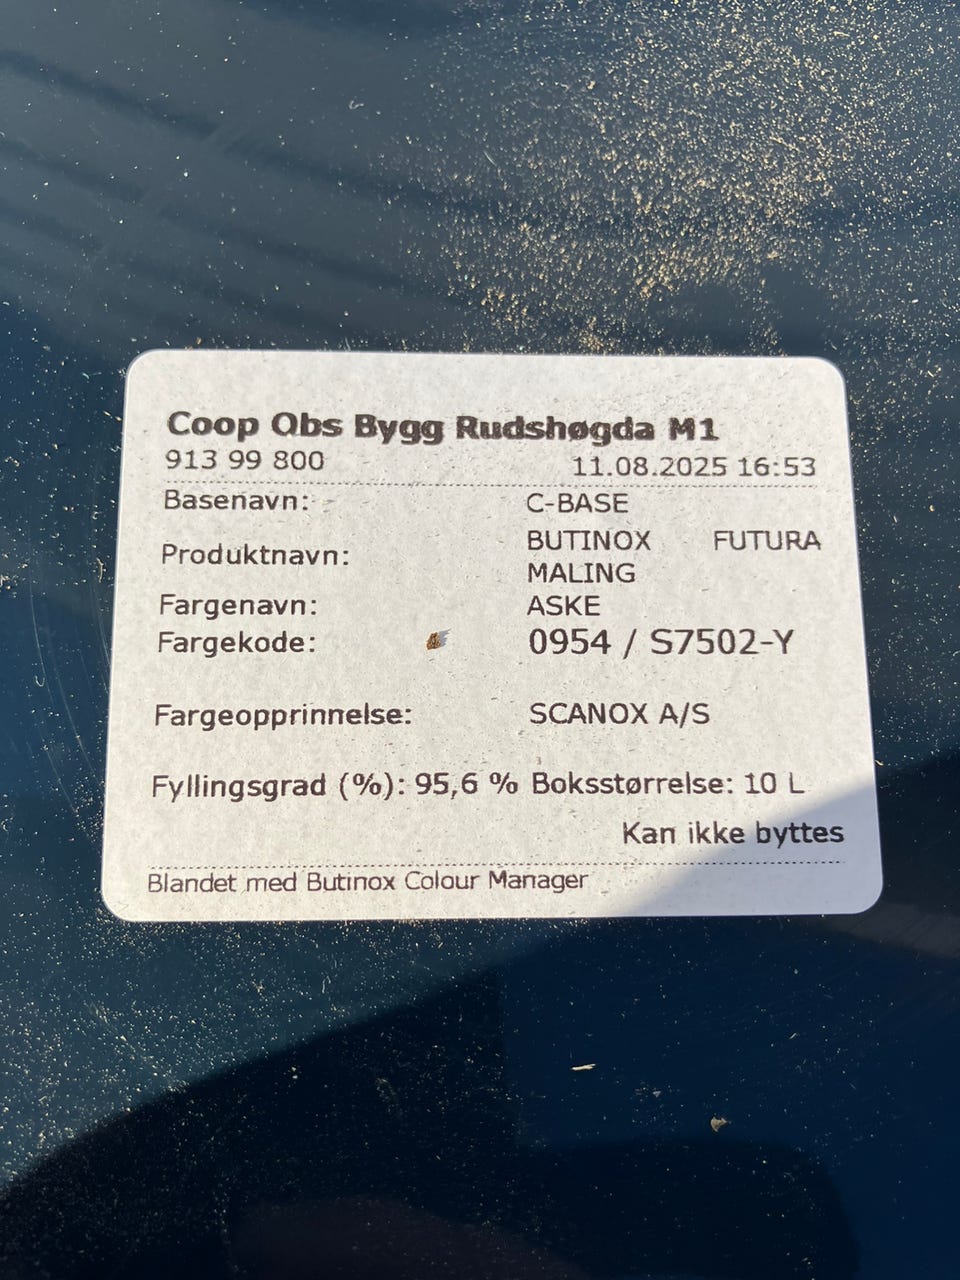 Coop Obs Bygg Rudshøgda M1
913 99 800 11.08.2025 16:53
Basenavn: C-BASE
Produktnavn: BUTINOX FUTURA
MALING
Fargenavn: ASKE
Fargekode: 0954 / S7502-Y
Fargeopprinnelse: SCANOX A/S
Fyllingsgrad (%): 95,6 % Boksstørrelse: 10 L
Kan ikke byttes
Blandet med Butinox Colour Manager